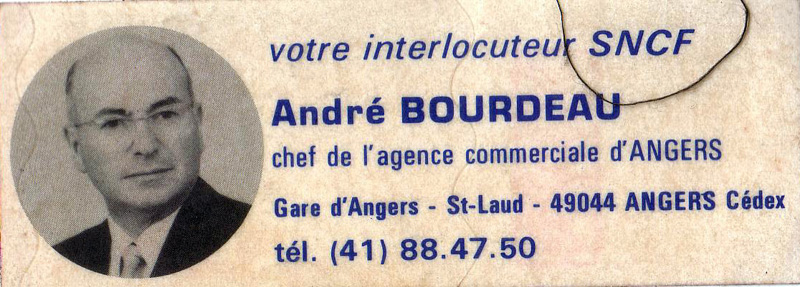 votre interlocuteur SNCF
André BOURDEAU
chef de l'agence commerciale d'ANGERS
Gare d'Angers - St-Laud - 49044 ANGERS Cédex
tél. (41) 88.47.50